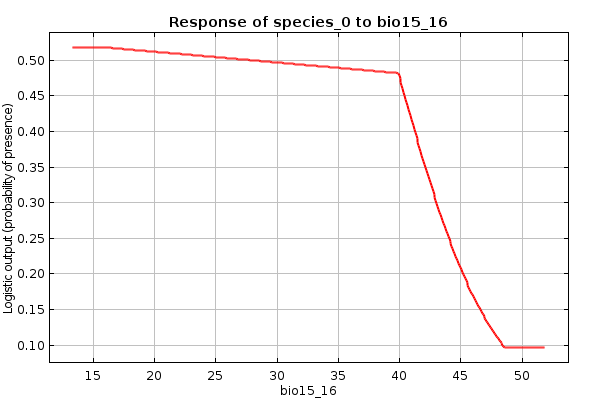 Response of species_0 to bio15_16
Logistic output (probability of presence)
0.50
0.45
0.40
0.35
0.30
0.25
0.20
0.15
0.10
15 20 25 30 35 40 45 50
bio15_16